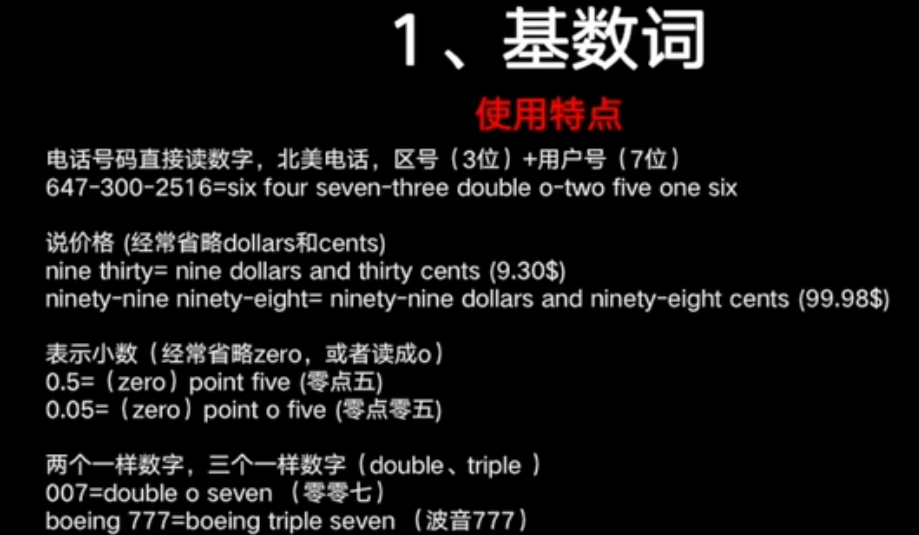 1、基数词
使用特点
电话号码直接读数字，北美电话，区号（3位）+用户号（7位）
647-300-2516=six four seven-three double o-two five one six
说价格 (经常省略dollars和cents)
nine thirty= nine dollars and thirty cents (9.30$)
ninety-nine ninety-eight= ninety-nine dollars and ninety-eight cents (99.98$)
表示小数（经常省略zero，或者读成o）
0.5=（zero）point five (零点五)
0.05=（zero）point o five (零点零五)
两个一样数字，三个一样数字（double、triple ）
007=double o seven （零零七）
boeing 777=boeing triple seven （波音777）